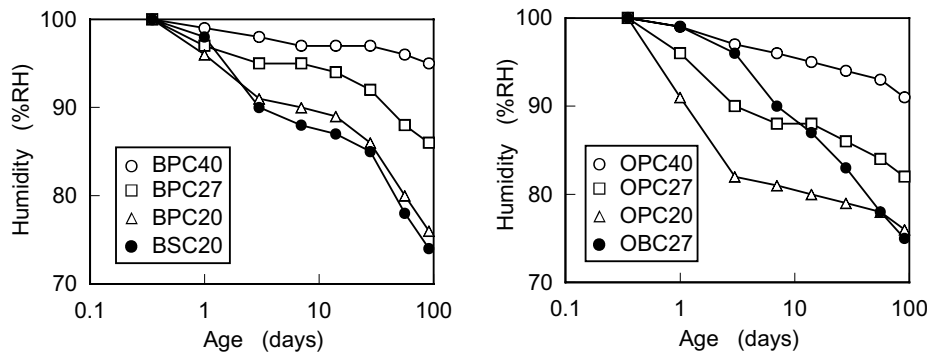 100
90
80
70
Humidity (%RH)
BPC40
BPC27
BPC20
BSC20
0.1 1 10 100
Age (days)
100
90
80
70
Humidity (%RH)
OPC40
OPC27
OPC20
OBC27
0.1 1 10 100
Age (days)